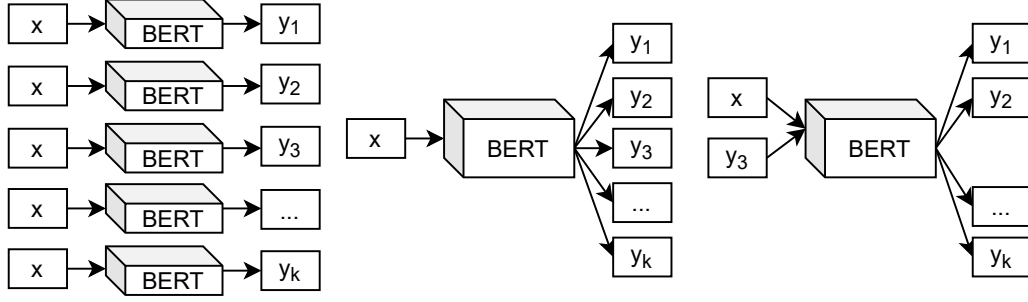 x BERT y₁
x BERT y₂
x BERT y₃
x BERT ...
x BERT yₖ
x BERT y₁
y₂
y₃
...
yₖ
x
y₃
BERT
y₁
y₂
...
yₖ